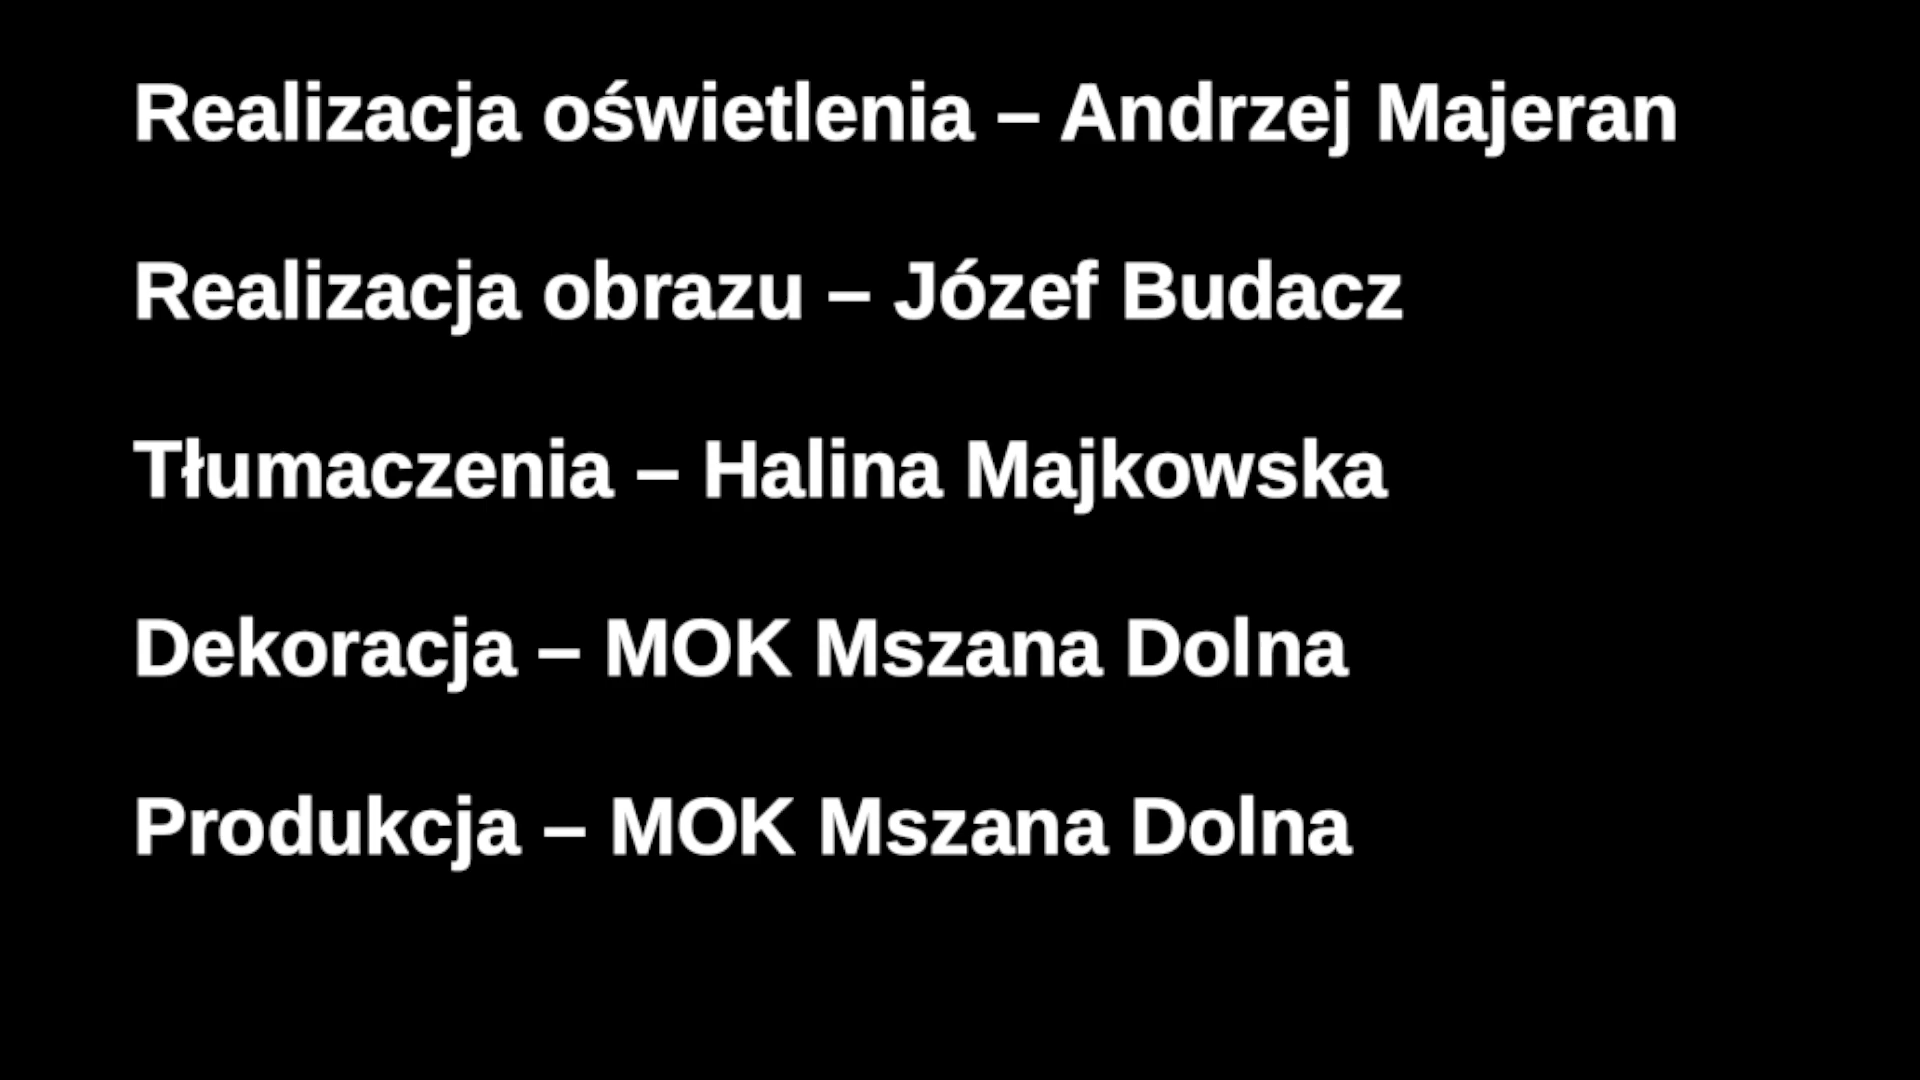 Realizacja oświetlenia – Andrzej Majeran
Realizacja obrazu – Józef Budacz
Tłumaczenia – Halina Majkowska
Dekoracja – MOK Mszana Dolna
Produkcja – MOK Mszana Dolna